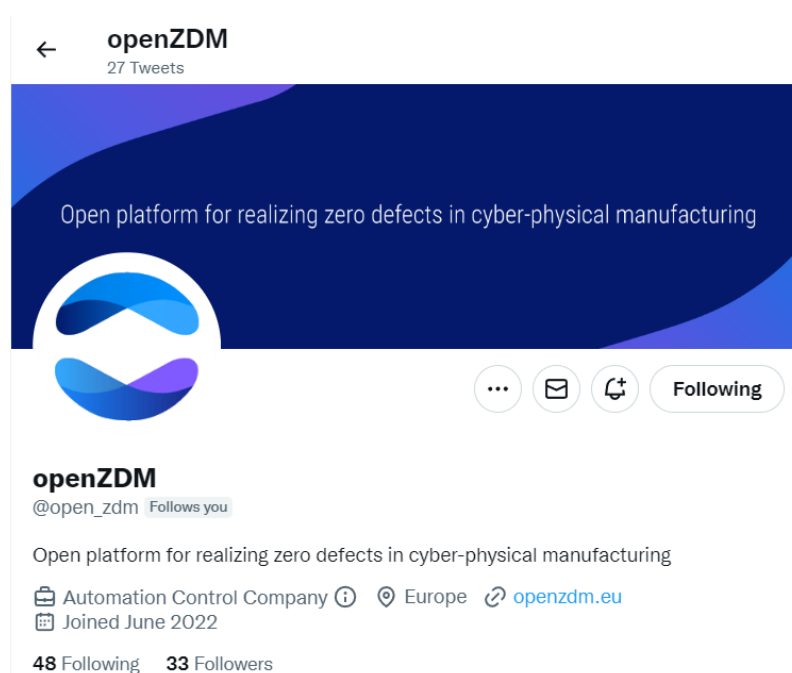 openZDM
27 Tweets
Open platform for realizing zero defects in cyber-physical manufacturing
Following
openZDM
@open_zdm Follows you
Open platform for realizing zero defects in cyber-physical manufacturing
Automation Control Company Europe openzdm.eu
Joined June 2022
48 Following 33 Followers